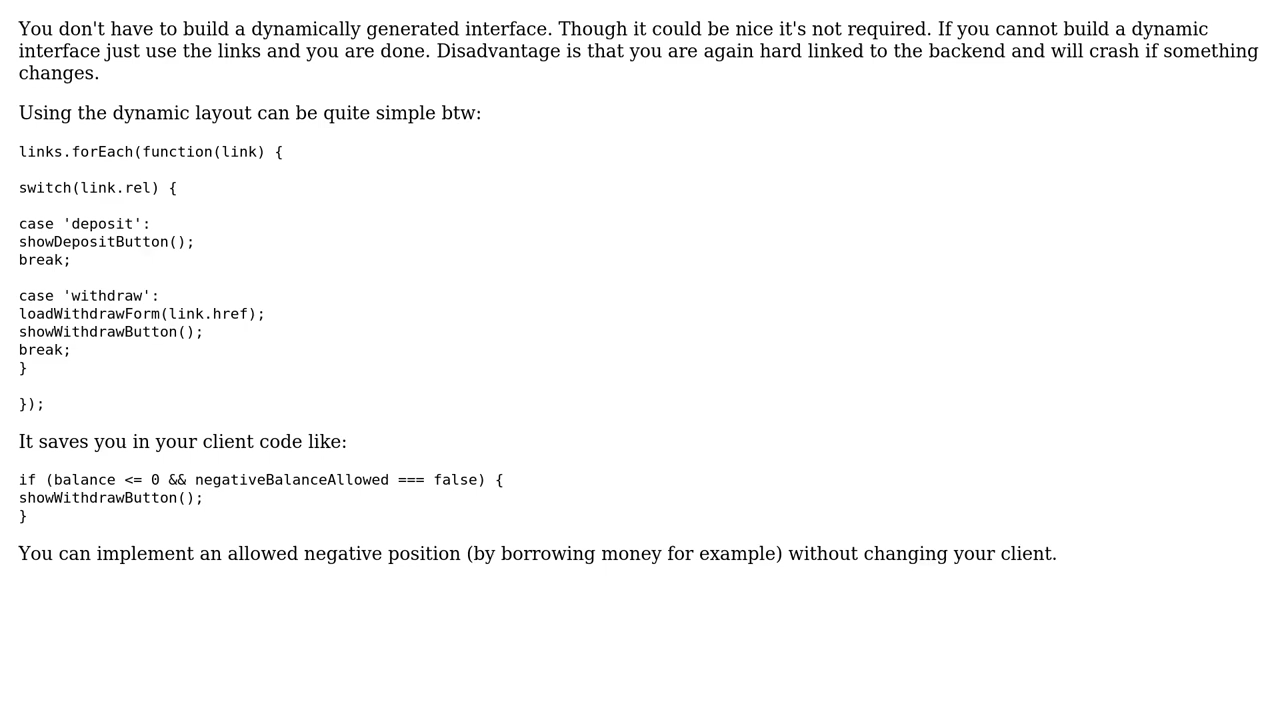 You don't have to build a dynamically generated interface. Though it could be nice it's not required. If you cannot build a dynamic
interface just use the links and you are done. Disadvantage is that you are again hard linked to the backend and will crash if something
changes.
Using the dynamic layout can be quite simple btw:
links.forEach(function(link) {
switch(link.rel) {
case 'deposit':
showDepositButton();
break;
case 'withdraw':
loadWithdrawForm(link.href);
showWithdrawButton();
break;
}
});
It saves you in your client code like:
if (balance <= 0 && negativeBalanceAllowed === false) {
showWithdrawButton();
}
You can implement an allowed negative position (by borrowing money for example) without changing your client.